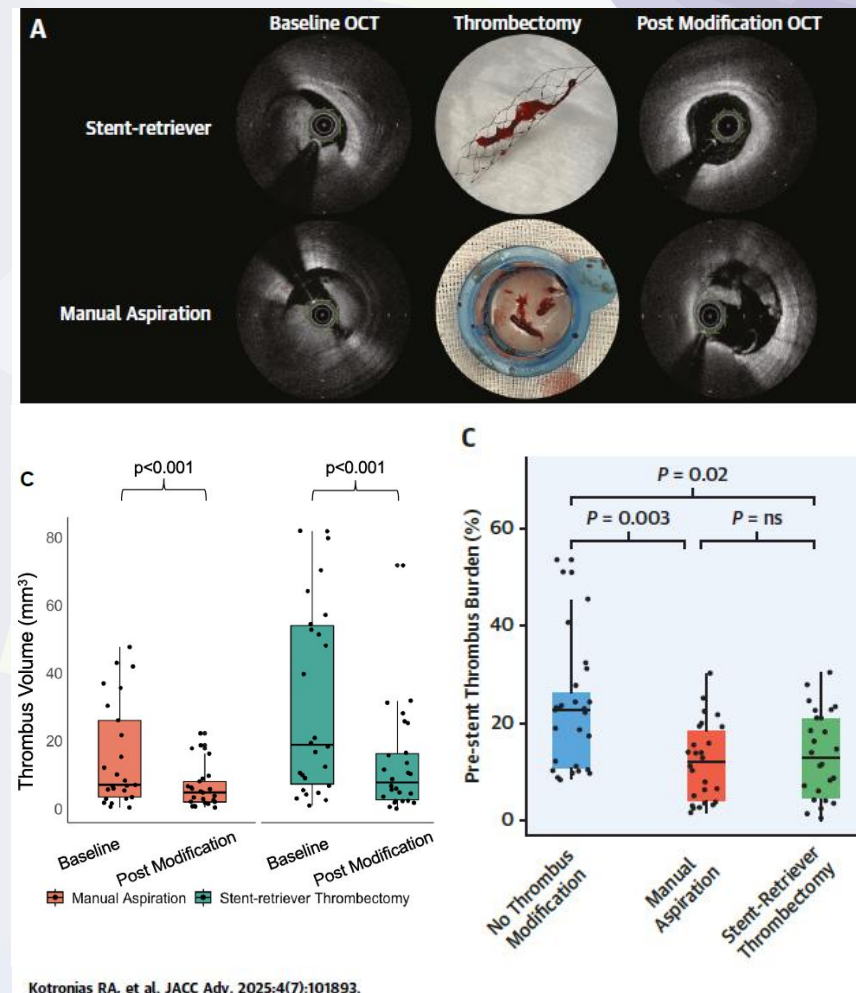 A
Baseline OCT
Thrombectomy
Post Modification OCT
Stent-retriever
Manual Aspiration
C
p<0.001
p<0.001
Thrombus Volume (mm³)
80
60
40
20
0
Baseline
Post Modification
Baseline
Post Modification
Manual Aspiration
Stent-retriever Thrombectomy
C
P = 0.02
P = 0.003
P = ns
Pre-stent Thrombus Burden (%)
60
40
20
0
No Thrombus
Modification
Manual
Aspiration
Stent-Retriever
Thrombectomy
Kotronias RA, et al. JACC Adv. 2025;4(7):101893.